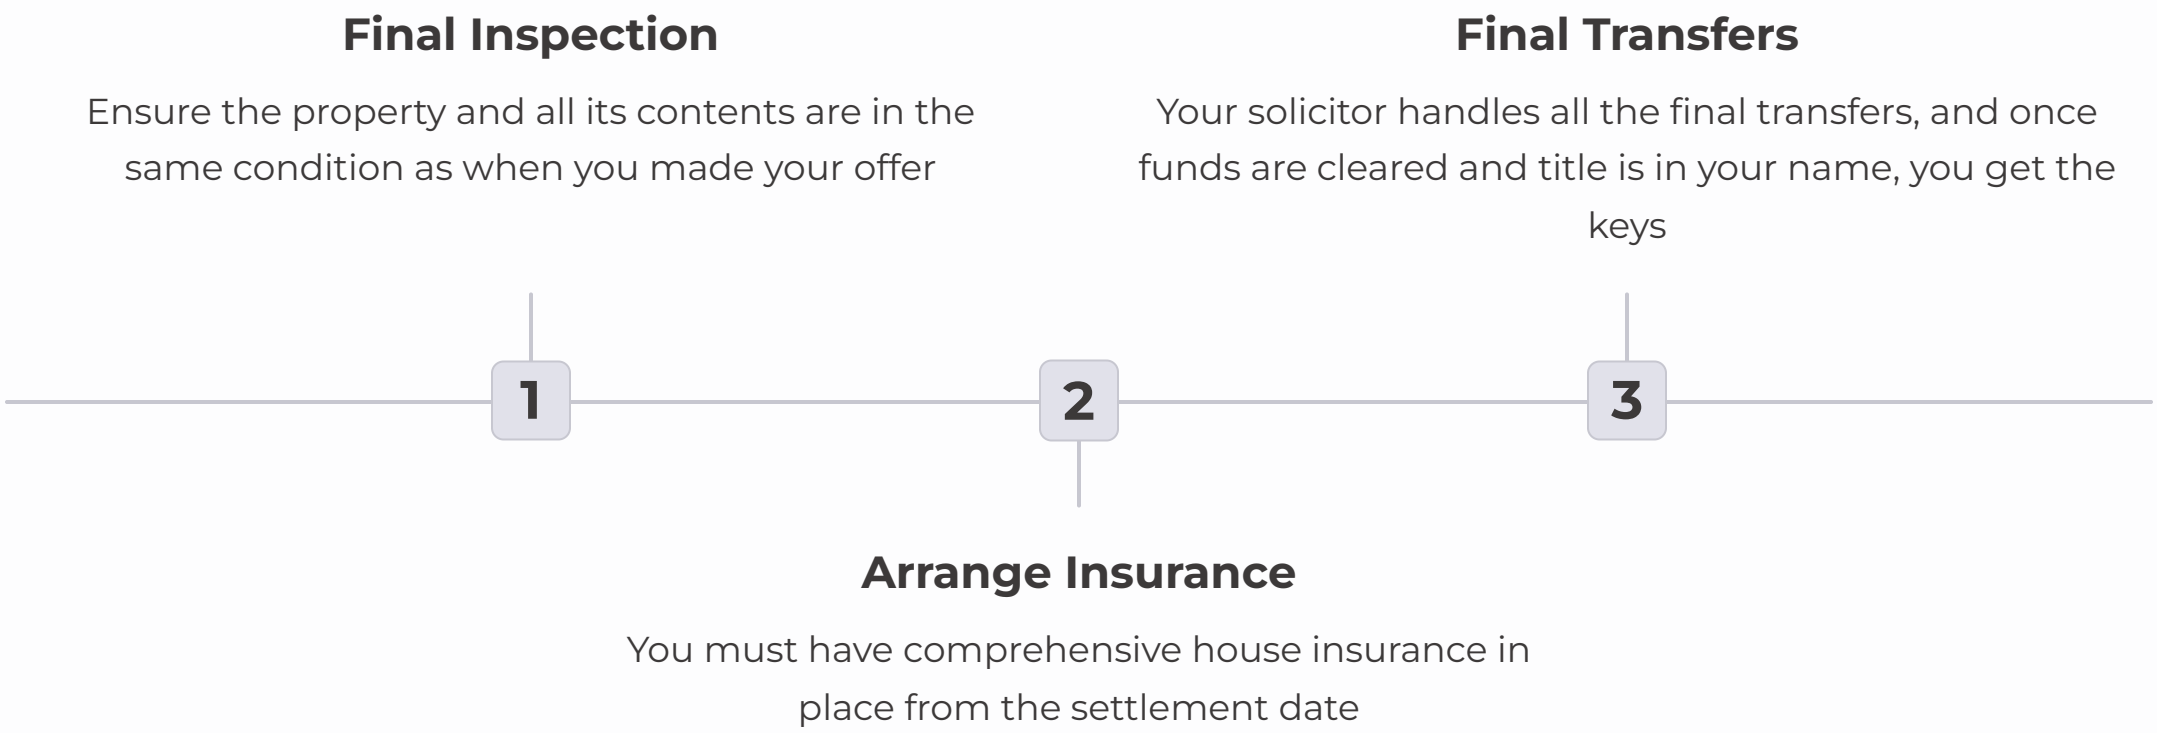 Final Inspection
Ensure the property and all its contents are in the
same condition as when you made your offer
Final Transfers
Your solicitor handles all the final transfers, and once
funds are cleared and title is in your name, you get the
keys
1
2
3
Arrange Insurance
You must have comprehensive house insurance in
place from the settlement date